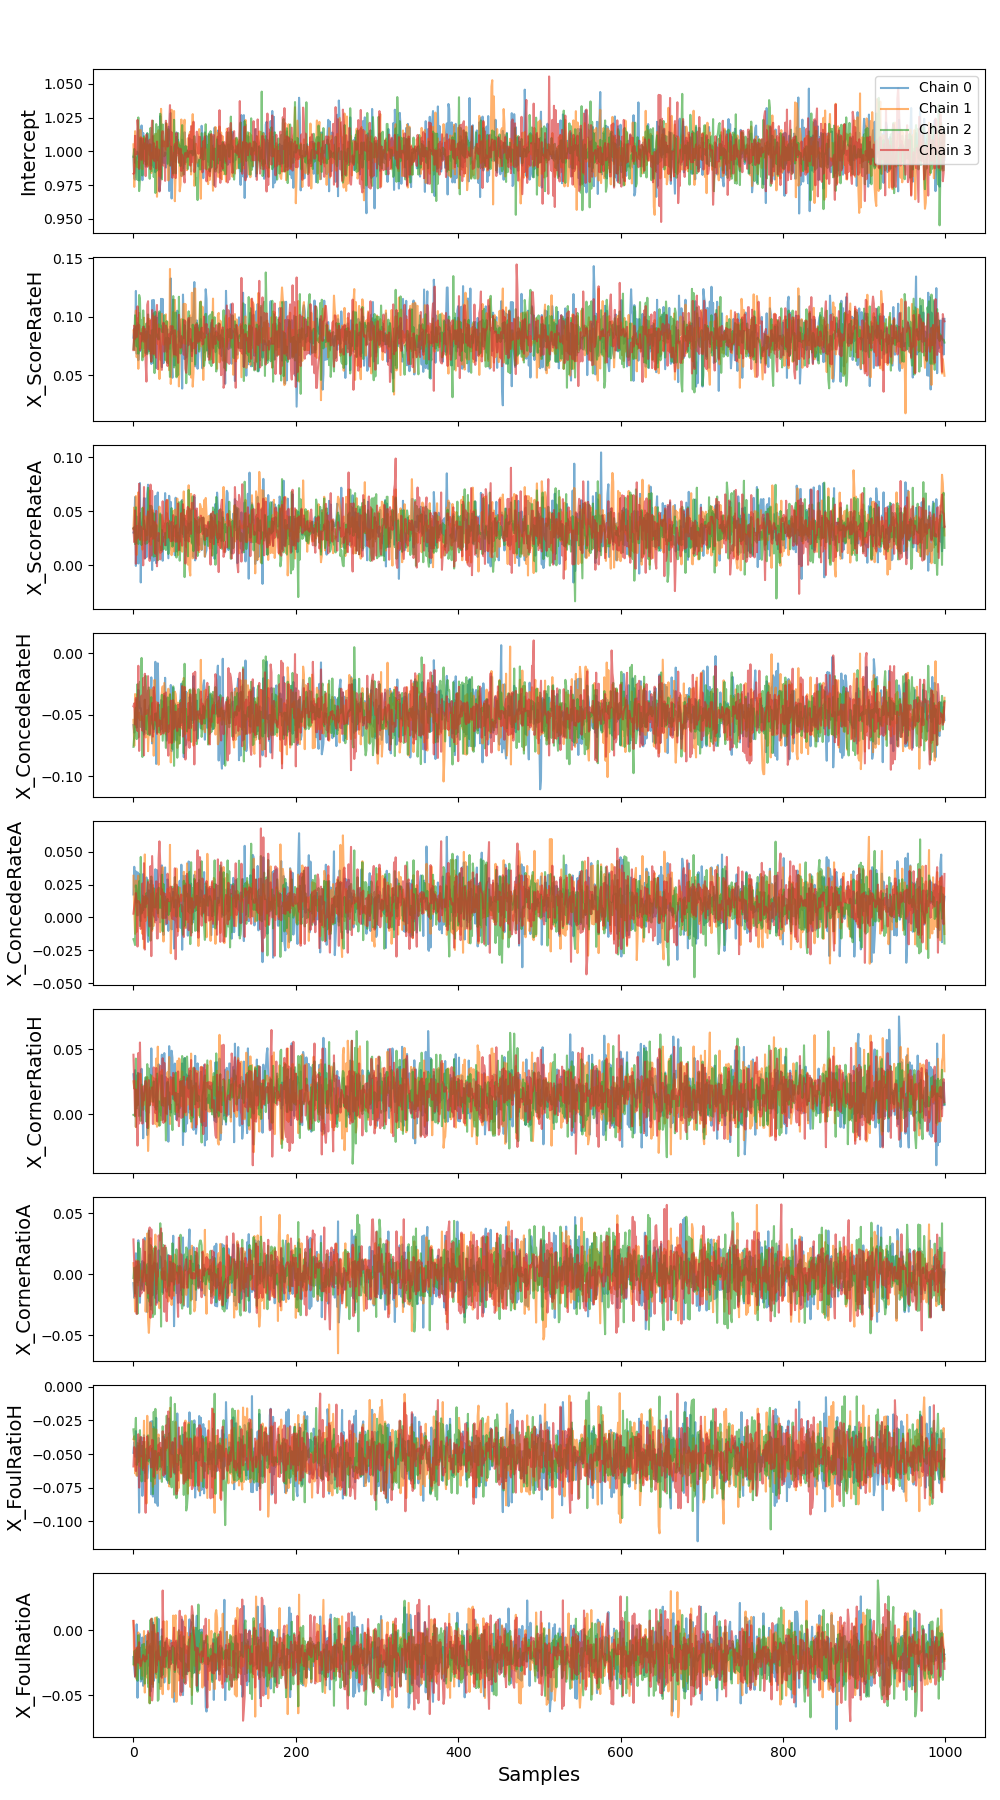 Intercept
1.050
1.025
1.000
0.975
0.950
Chain 0
Chain 1
Chain 2
Chain 3
X_ScoreRateH
0.15
0.10
0.05
X_ScoreRateA
0.10
0.05
0.00
X_ConcedeRateH
0.00
−0.05
−0.10
X_ConcedeRateA
0.050
0.025
0.000
−0.025
−0.050
X_CornerRatioH
0.05
0.00
X_CornerRatioA
0.05
0.00
−0.05
X_FoulRatioH
0.000
−0.025
−0.050
−0.075
−0.100
X_FoulRatioA
0.00
−0.05
0 200 400 600 800 1000
Samples